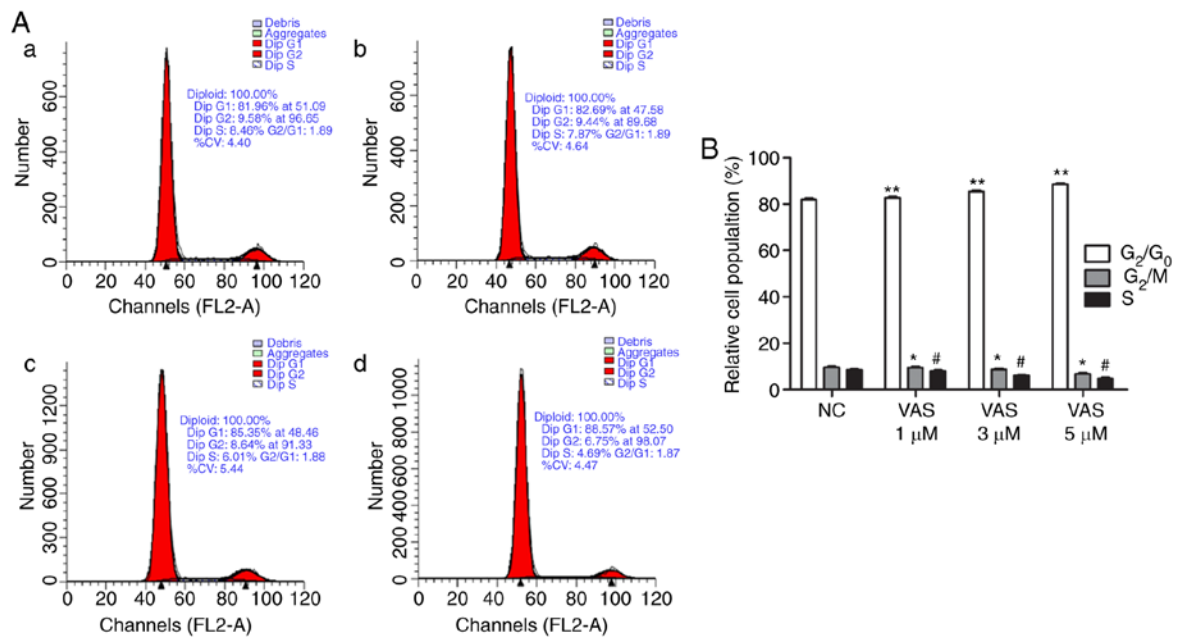 A
a
Debris
Aggregates
Dip G1
Dip G2
Dip S
Diploid: 100.00%
Dip G1: 81.96% at 51.09
Dip G2: 9.58% at 96.65
Dip S: 8.46% G2/G1: 1.89
%CV: 4.40
Number
0
200
400
600
0 20 40 60 80 100 120
Channels (FL2-A)
b
Debris
Aggregates
Dip G1
Dip G2
Dip S
Diploid: 100.00%
Dip G1: 82.69% at 47.58
Dip G2: 9.44% at 89.68
Dip S: 7.87% G2/G1: 1.89
%CV: 4.64
Number
0
200
400
600
0 20 40 60 80 100 120
Channels (FL2-A)
c
Debris
Aggregates
Dip G1
Dip G2
Dip S
Diploid: 100.00%
Dip G1: 85.35% at 48.46
Dip G2: 8.64% at 91.33
Dip S: 6.01% G2/G1: 1.88
%CV: 5.44
Number
0
300
600
900
1200
0 20 40 60 80 100 120
Channels (FL2-A)
d
Debris
Aggregates
Dip G1
Dip G2
Dip S
Diploid: 100.00%
Dip G1: 88.57% at 52.50
Dip G2: 6.75% at 98.07
Dip S: 4.69% G2/G1: 1.87
%CV: 4.47
Number
0
200
400
600
800
1000
0 20 40 60 80 100 120
Channels (FL2-A)
B
Relative cell populaltion (%)
100
80
60
40
20
0
** ** **
* # * # * #
G₂/G₀
G₂/M
S
NC VAS VAS VAS
1 µM 3 µM 5 µM